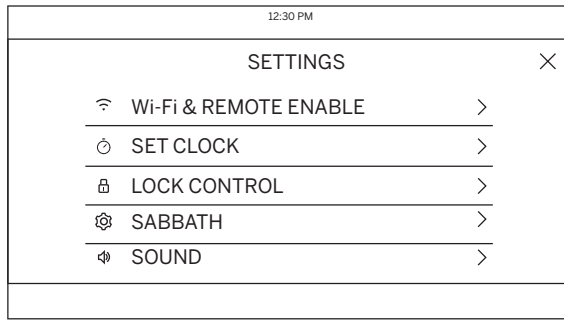 12:30 PM
SETTINGS
Wi-Fi & REMOTE ENABLE
SET CLOCK
LOCK CONTROL
SABBATH
SOUND